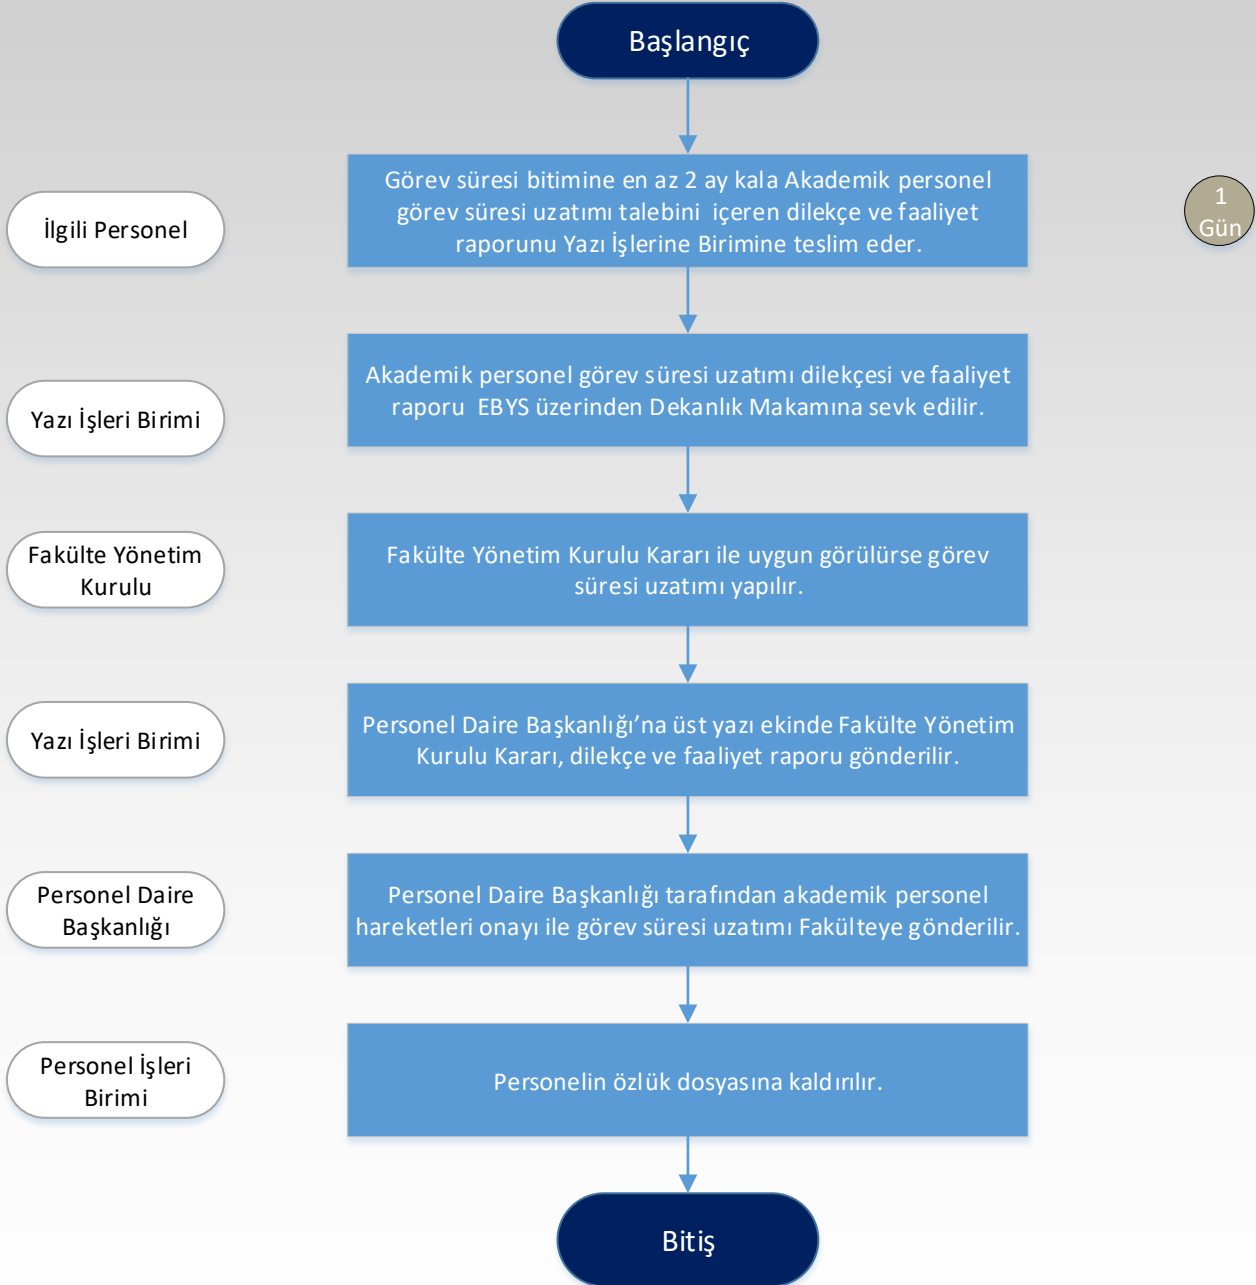 Başlangıç
İlgili Personel
Görev süresi bitimine en az 2 ay kala Akademik personel
görev süresi uzatımı talebini içeren dilekçe ve faaliyet
raporunu Yazı İşlerine Birimine teslim eder.
1
Gün
Yazı İşleri Birimi
Akademik personel görev süresi uzatımı dilekçesi ve faaliyet
raporu EBYS üzerinden Dekanlık Makamına sevk edilir.
Fakülte Yönetim
Kurulu
Fakülte Yönetim Kurulu Kararı ile uygun görülürse görev
süresi uzatımı yapılır.
Yazı İşleri Birimi
Personel Daire Başkanlığı’na üst yazı ekinde Fakülte Yönetim
Kurulu Kararı, dilekçe ve faaliyet raporu gönderilir.
Personel Daire
Başkanlığı
Personel Daire Başkanlığı tarafından akademik personel
hareketleri onayı ile görev süresi uzatımı Fakülteye gönderilir.
Personel İşleri
Birimi
Personelin özlük dosyasına kaldırılır.
Bitiş